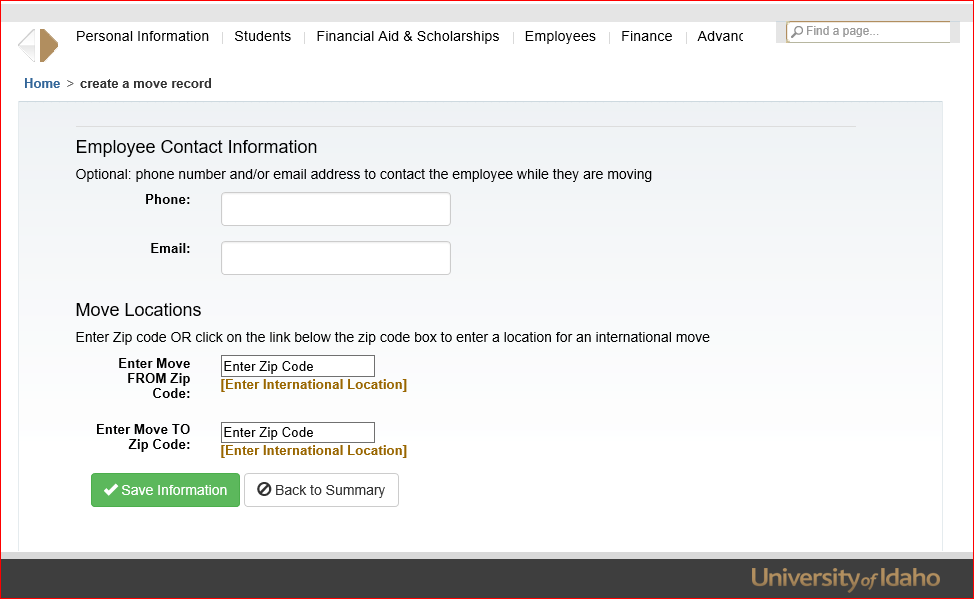 Personal Information Students Financial Aid & Scholarships Employees Finance Advanc
Find a page...
Home > create a move record
Employee Contact Information
Optional: phone number and/or email address to contact the employee while they are moving
Phone:
Email:
Move Locations
Enter Zip code OR click on the link below the zip code box to enter a location for an international move
Enter Move
FROM Zip
Code:
Enter Zip Code
[Enter International Location]
Enter Move TO
Zip Code:
Enter Zip Code
[Enter International Location]
Save Information Back to Summary
University of Idaho